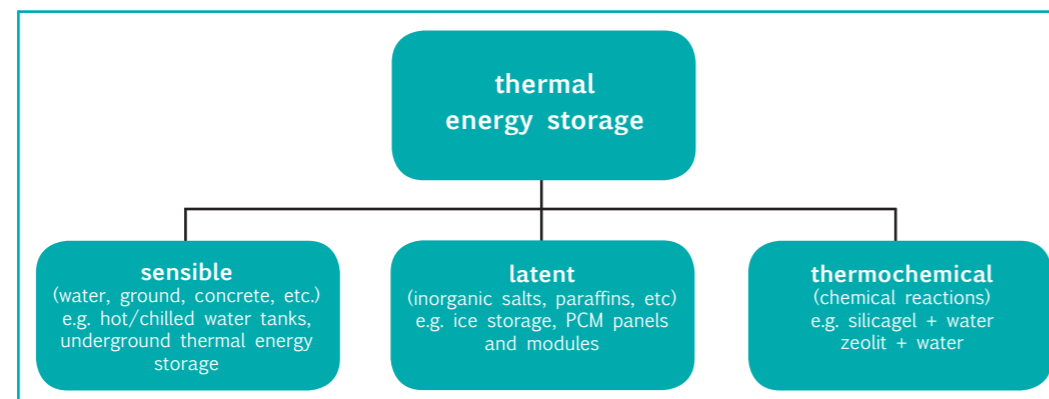 thermal
energy storage
sensible
(water, ground, concrete, etc.)
e.g. hot/chilled water tanks,
underground thermal energy
storage
latent
(inorganic salts, paraffins, etc)
e.g. ice storage, PCM panels
and modules
thermochemical
(chemical reactions)
e.g. silicagel + water
zeolit + water